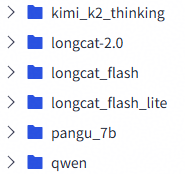 kimi_k2_thinking
longcat-2.0
longcat_flash
longcat_flash_lite
pangu_7b
qwen